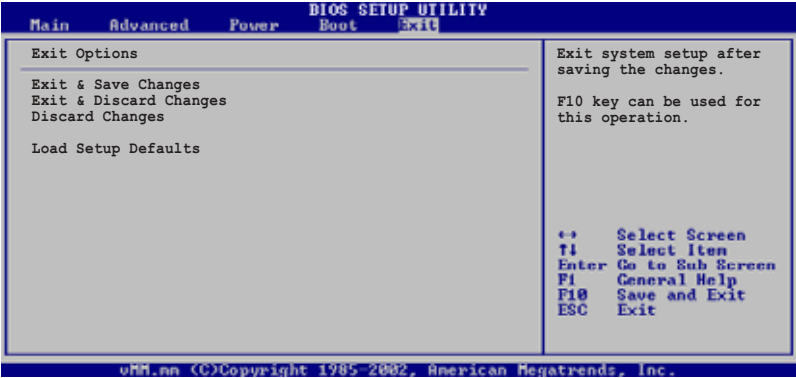 BIOS SETUP UTILITY
Main Advanced Power Boot Exit
Exit Options
Exit & Save Changes
Exit & Discard Changes
Discard Changes
Load Setup Defaults
Exit system setup after
saving the changes.
F10 key can be used for
this operation.
↔ Select Screen
↑↓ Select Item
Enter Go to Sub Screen
F1 General Help
F10 Save and Exit
ESC Exit
vMM.mm (C)Copyright 1985-2002, American Megatrends, Inc.